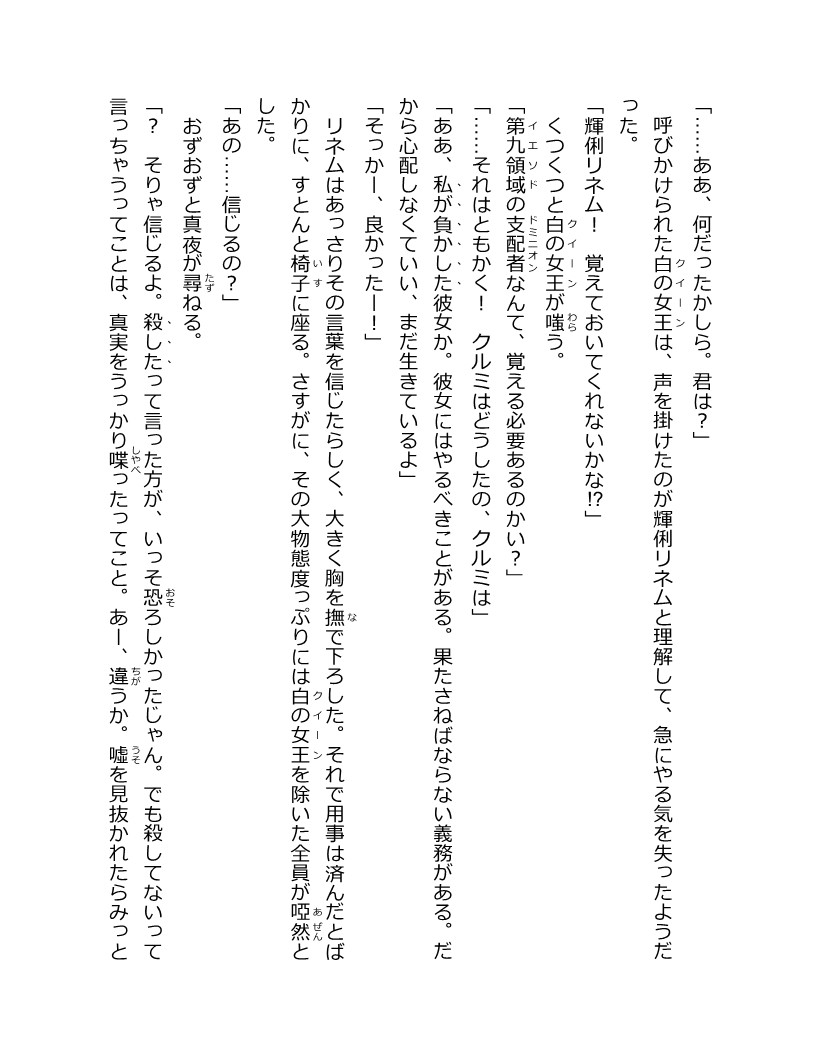 「……ああ、何だったかしら。君は？」
　呼びかけられた白の女王は、声を掛けたのが輝俐リネムと理解して、急にやる気を失ったようだ
った。
「輝俐リネム！　覚えておいてくれないかな⁉」
　くつくつと白の女王が嗤う。
「第九領域の支配者なんて、覚える必要あるのかい？」
「……それはともかく！　クルミはどうしたの、クルミは」
「ああ、私が負かした彼女か。彼女にはやるべきことがある。果たさねばならない義務がある。だ
から心配しなくていい、まだ生きているよ」
「そっかー、良かったー！」
　リネムはあっさりその言葉を信じたらしく、大きく胸を撫で下ろした。それで用事は済んだとば
かりに、すとんと椅子に座る。さすがに、その大物態度っぷりには白の女王を除いた全員が啞然と
した。
「あの……信じるの？」
　おずおずと真夜が尋ねる。
「？　そりゃ信じるよ。殺したって言った方が、いっそ恐ろしかったじゃん。でも殺してないって
言っちゃうってことは、真実をうっかり喋ったってこと。あー、違うか。噓を見抜かれたらみっと